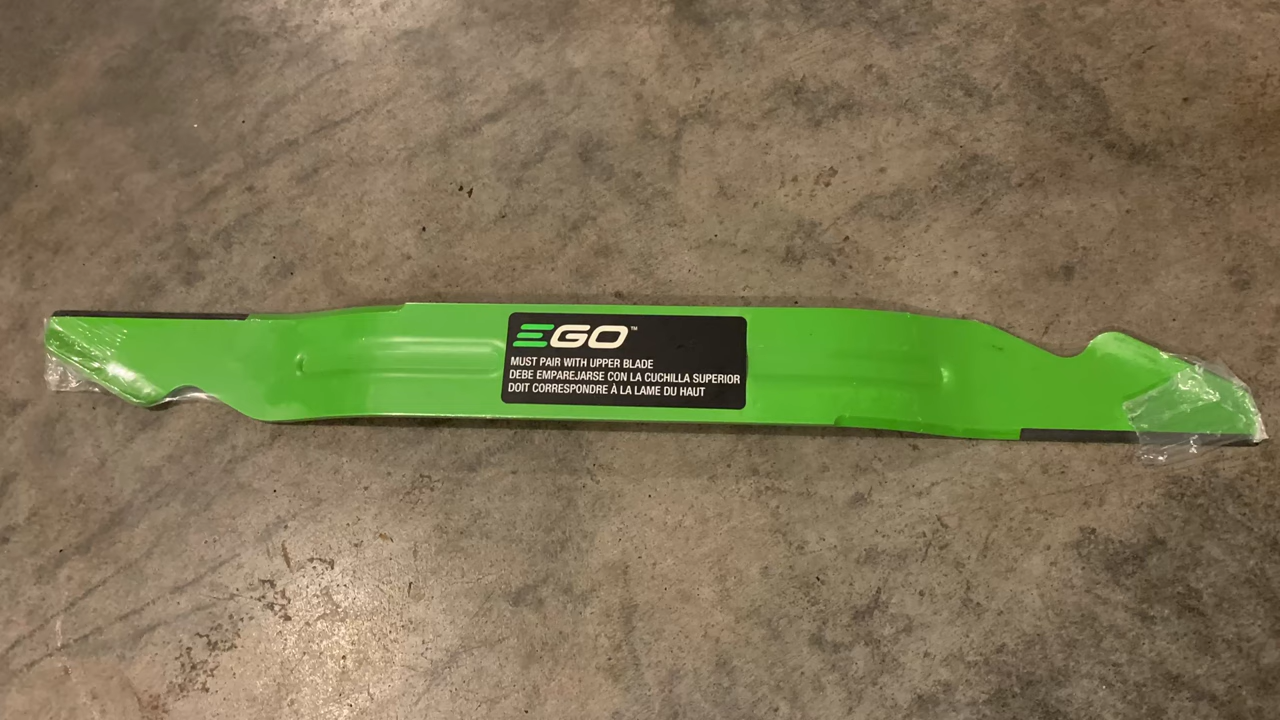 EGO™
MUST PAIR WITH UPPER BLADE
DEBE EMPAREJARSE CON LA CUCHILLA SUPERIOR
DOIT CORRESPONDRE À LA LAME DU HAUT